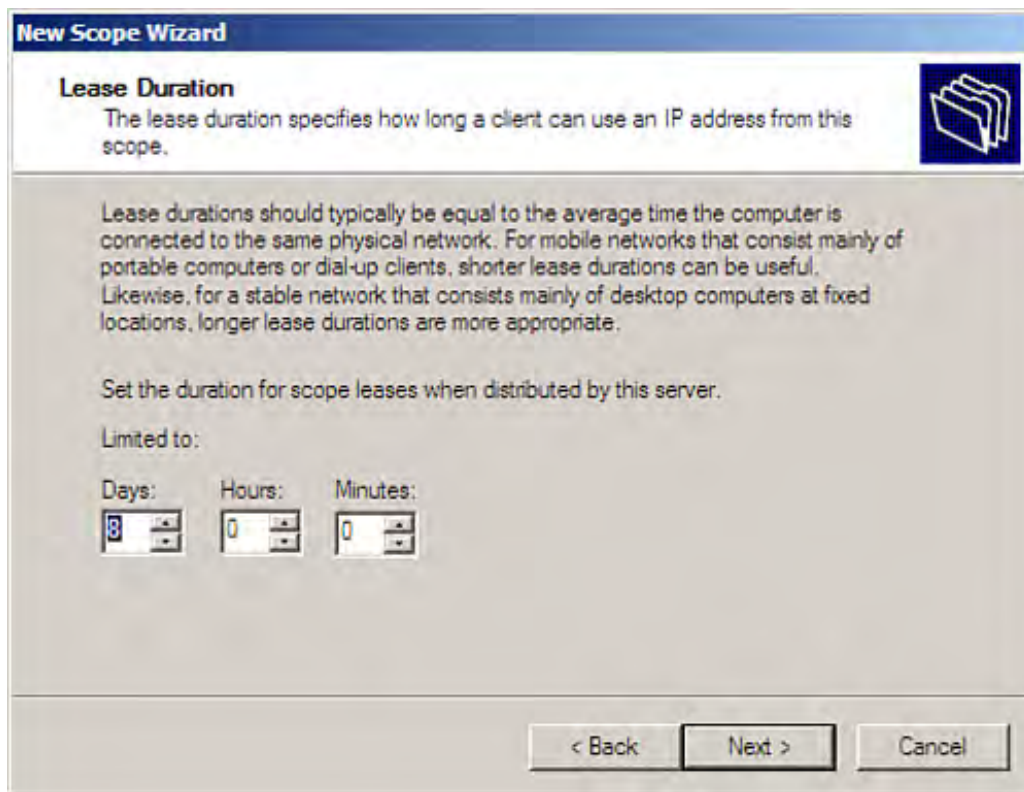 New Scope Wizard
Lease Duration
The lease duration specifies how long a client can use an IP address from this
scope.
Lease durations should typically be equal to the average time the computer is
connected to the same physical network. For mobile networks that consist mainly of
portable computers or dial-up clients, shorter lease durations can be useful.
Likewise, for a stable network that consists mainly of desktop computers at fixed
locations, longer lease durations are more appropriate.
Set the duration for scope leases when distributed by this server.
Limited to:
Days: Hours: Minutes:
8 0 0
< Back Next > Cancel